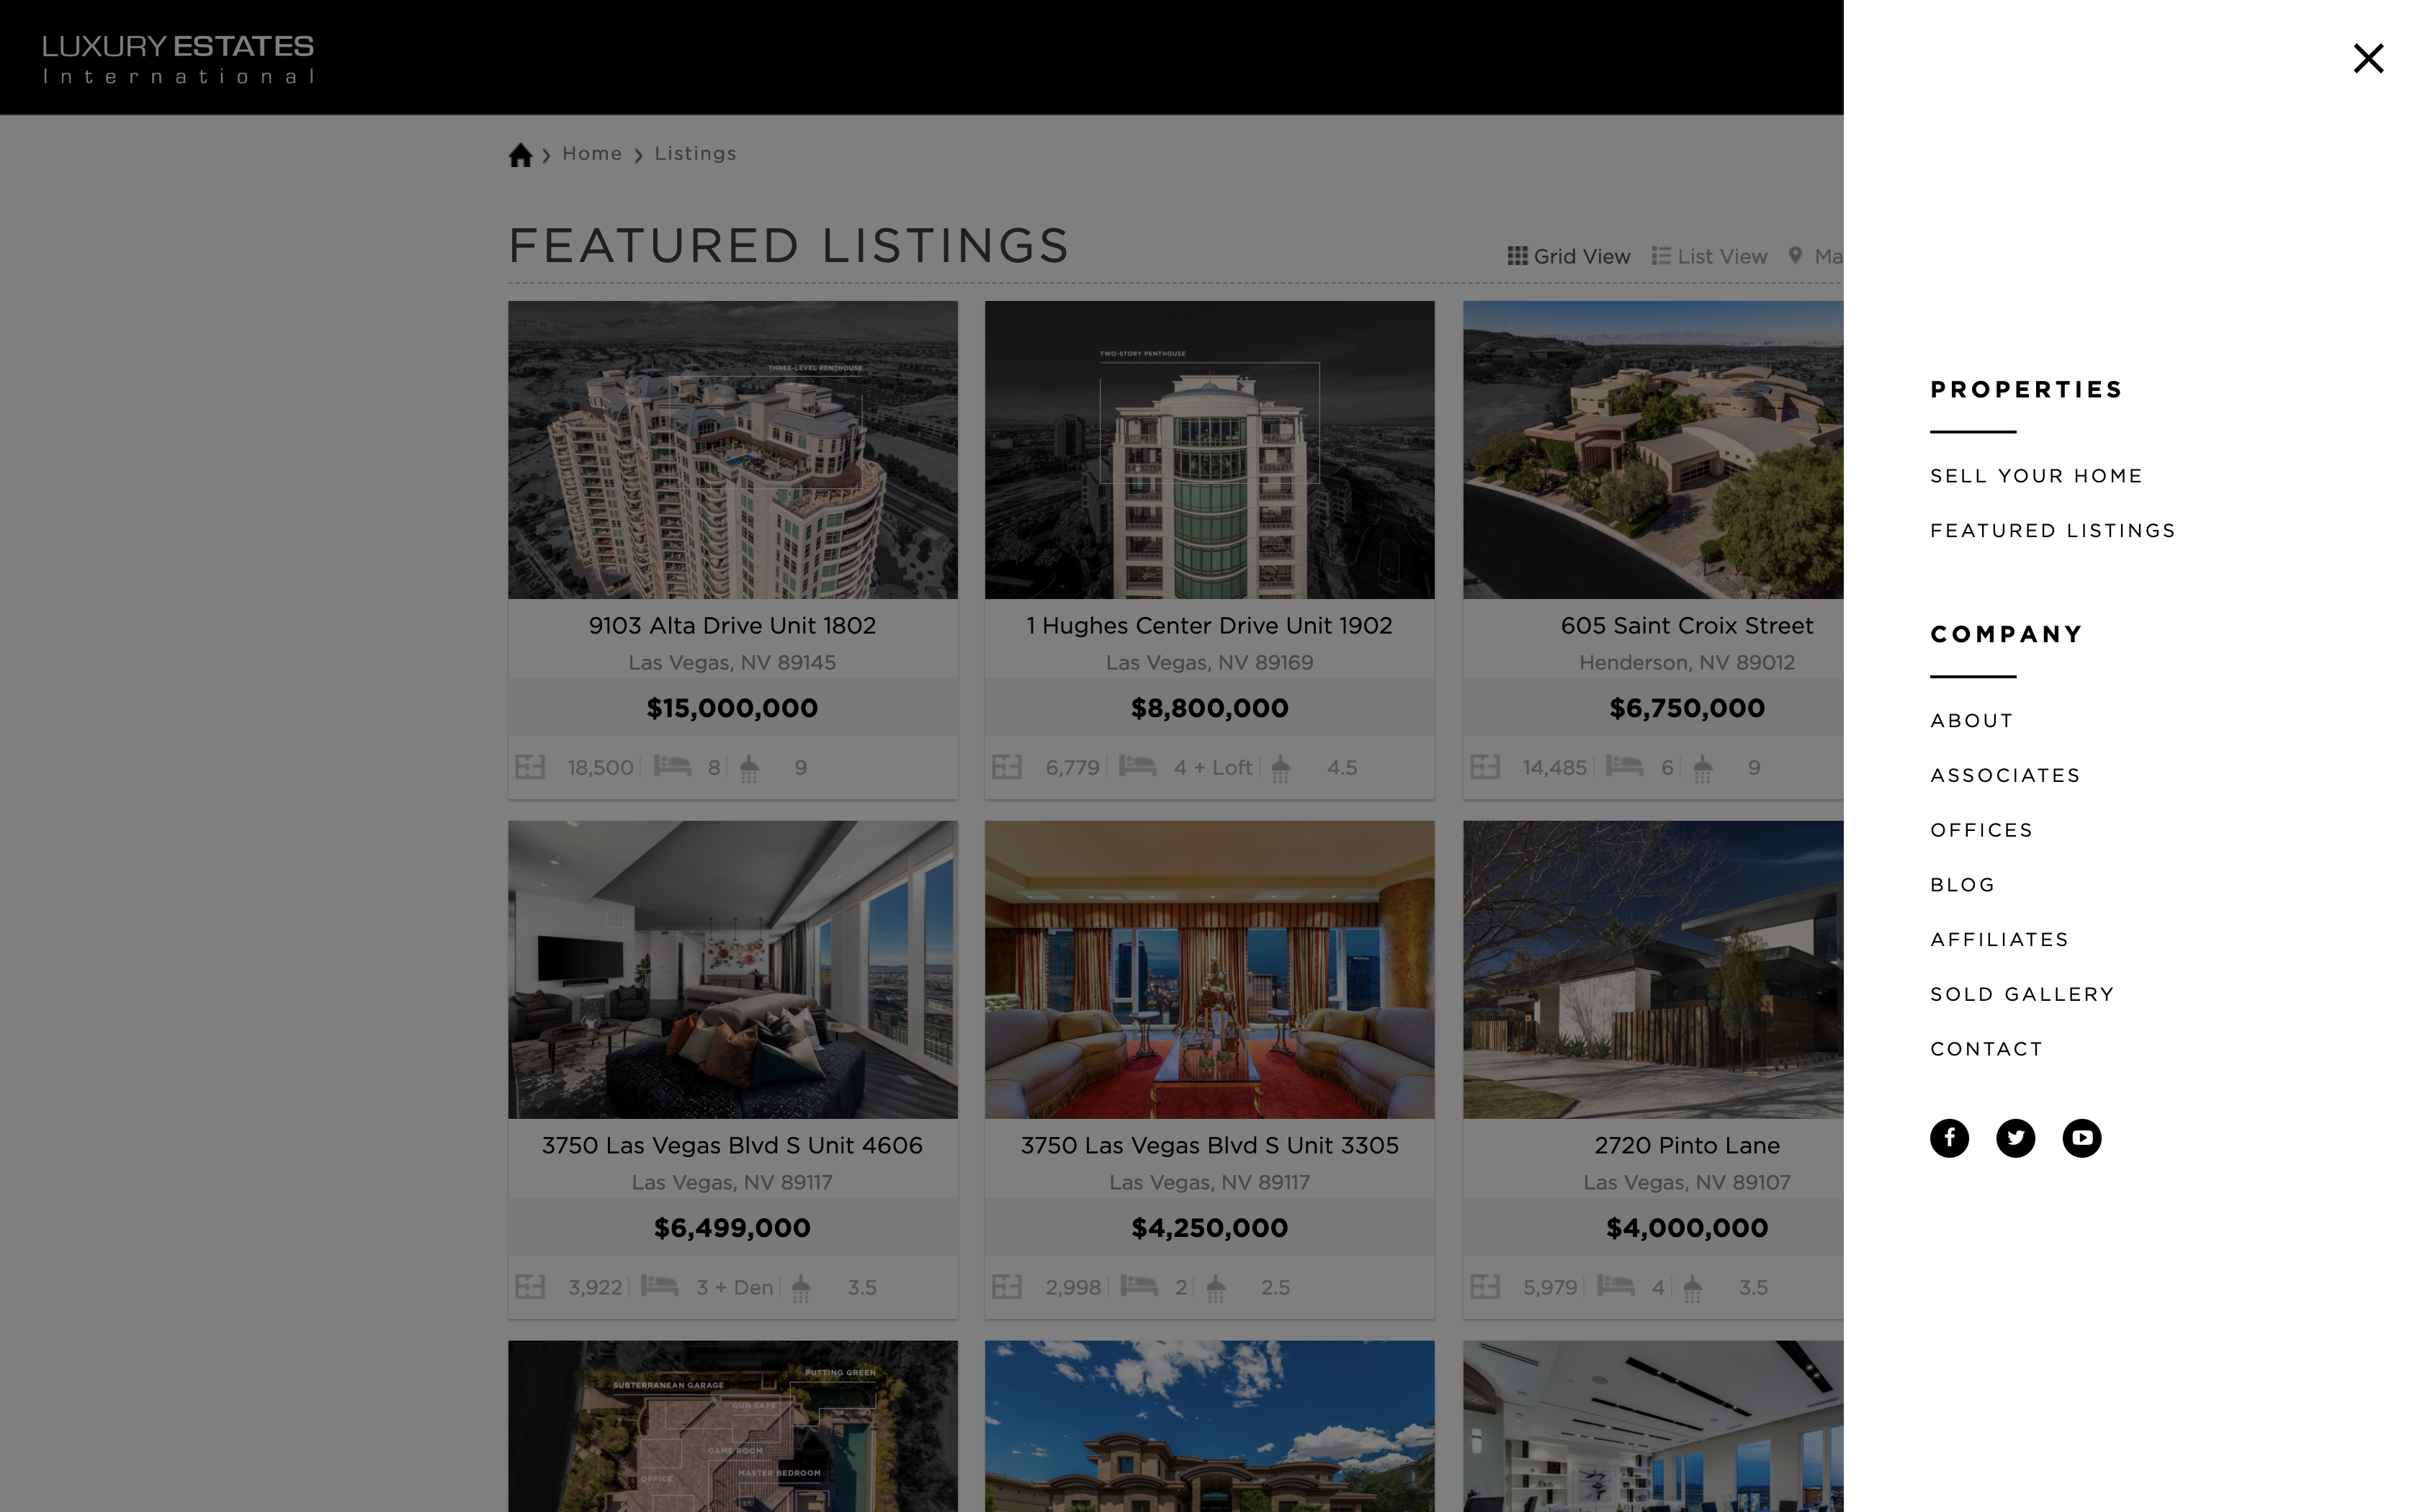 LUXURY ESTATES
International
Home
Listings
FEATURED LISTINGS
Grid View
List View
Ma
THREE-LEVEL PENTHOUSE
9103 Alta Drive Unit 1802
Las Vegas, NV 89145
$15,000,000
18,500 8 9
TWO-STORY PENTHOUSE
1 Hughes Center Drive Unit 1902
Las Vegas, NV 89169
$8,800,000
6,779 4 + Loft 4.5
605 Saint Croix Street
Henderson, NV 89012
$6,750,000
14,485 6 9
3750 Las Vegas Blvd S Unit 4606
Las Vegas, NV 89117
$6,499,000
3,922 3 + Den 3.5
3750 Las Vegas Blvd S Unit 3305
Las Vegas, NV 89117
$4,250,000
2,998 2 2.5
2720 Pinto Lane
Las Vegas, NV 89107
$4,000,000
5,979 4 3.5
PUTTING GREEN
SUBTERRANEAN GARAGE
GUN SAFE
GAME ROOM
MASTER BEDROOM
OFFICE
PROPERTIES
SELL YOUR HOME
FEATURED LISTINGS
COMPANY
ABOUT
ASSOCIATES
OFFICES
BLOG
AFFILIATES
SOLD GALLERY
CONTACT